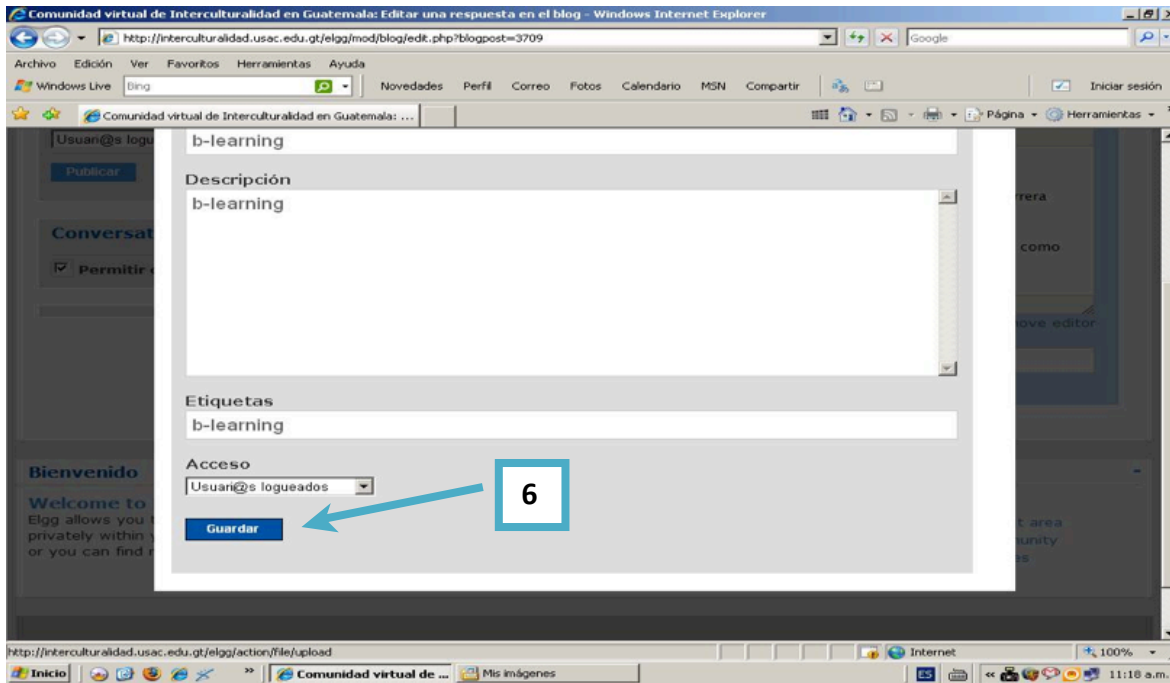 Comunidad virtual de Interculturalidad en Guatemala: Editar una respuesta en el blog - Windows Internet Explorer
http://interculturalidad.usac.edu.gt/elgg/mod/blog/edit.php?blogpost=3709 Google
Archivo Edición Ver Favoritos Herramientas Ayuda
Windows Live Bing Novedades Perfil Correo Fotos Calendario MSN Compartir Iniciar sesión
Comunidad virtual de Interculturalidad en Guatemala: ... Página Herramientas
Usuari@s logu
b-learning
Publicar
Descripción
b-learning
rrera
Conversat
como
Permitir
ove editor
Etiquetas
b-learning
Acceso
Bienvenido
Usuari@s logueados
6
Welcome to
Guardar
Elgg allows you t
t area
privately within
unity
or you can find r
es
http://interculturalidad.usac.edu.gt/elgg/action/file/upload Internet 100%
Inicio » Comunidad virtual de ... Mis imágenes ES « 11:18 a.m.